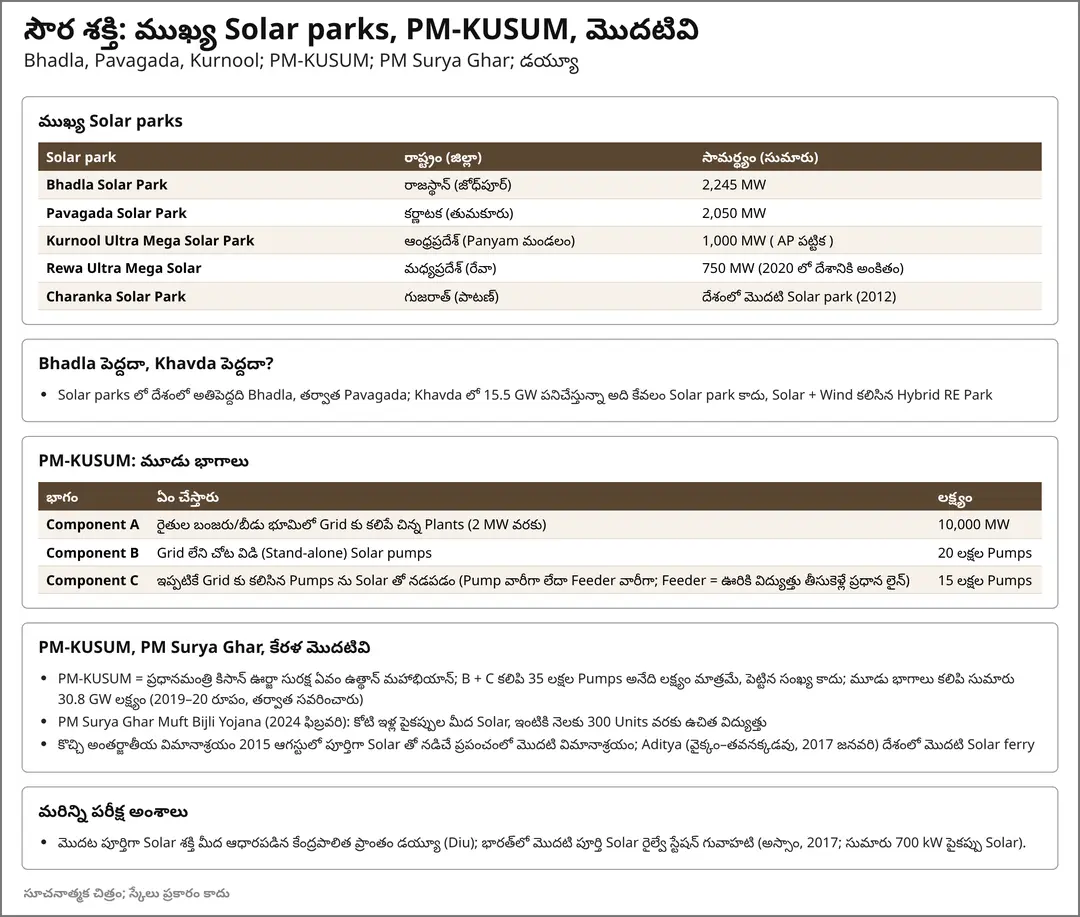 సౌర శక్తి: ముఖ్య Solar parks, PM-KUSUM, మొదటివి
Bhadla, Pavagada, Kurnool; PM-KUSUM; PM Surya Ghar; డయ్యూ
ముఖ్య Solar parks
Solar park రాష్ట్రం (జిల్లా) సామర్థ్యం (సుమారు)
Bhadla Solar Park రాజస్థాన్ (జోధ్‌పూర్) 2,245 MW
Pavagada Solar Park కర్ణాటక (తుమకూరు) 2,050 MW
Kurnool Ultra Mega Solar Park ఆంధ్రప్రదేశ్ (Panyam మండలం) 1,000 MW ( AP పట్టిక )
Rewa Ultra Mega Solar మధ్యప్రదేశ్ (రేవా) 750 MW (2020 లో దేశానికి అంకితం)
Charanka Solar Park గుజరాత్ (పాటణ్) దేశంలో మొదటి Solar park (2012)
Bhadla పెద్దదా, Khavda పెద్దదా?
• Solar parks లో దేశంలో అతిపెద్దది Bhadla, తర్వాత Pavagada; Khavda లో 15.5 GW పనిచేస్తున్నా అది కేవలం Solar park కాదు, Solar + Wind కలిసిన Hybrid RE Park
PM-KUSUM: మూడు భాగాలు
భాగం ఏం చేస్తారు లక్ష్యం
Component A రైతుల బంజరు/బీడు భూమిలో Grid కు కలిపే చిన్న Plants (2 MW వరకు) 10,000 MW
Component B Grid లేని చోట విడి (Stand-alone) Solar pumps 20 లక్షల Pumps
Component C ఇప్పటికే Grid కు కలిసిన Pumps ను Solar తో నడపడం (Pump వారీగా లేదా Feeder వారీగా; Feeder = ఊరికి విద్యుత్తు తీసుకెళ్లే ప్రధాన లైన్) 15 లక్షల Pumps
PM-KUSUM, PM Surya Ghar, కేరళ మొదటివి
• PM-KUSUM = ప్రధానమంత్రి కిసాన్ ఊర్జా సురక్ష ఏవం ఉత్థాన్ మహాభియాన్; B + C కలిపి 35 లక్షల Pumps అనేది లక్ష్యం మాత్రమే, పెట్టిన సంఖ్య కాదు; మూడు భాగాలు కలిపి సుమారు
30.8 GW లక్ష్యం (2019–20 రూపం, తర్వాత సవరించారు)
• PM Surya Ghar Muft Bijli Yojana (2024 ఫిబ్రవరి): కోటి ఇళ్ల పైకప్పుల మీద Solar, ఇంటికి నెలకు 300 Units వరకు ఉచిత విద్యుత్తు
• కొచ్చి అంతర్జాతీయ విమానాశ్రయం 2015 ఆగస్టులో పూర్తిగా Solar తో నడిచే ప్రపంచంలో మొదటి విమానాశ్రయం; Aditya (వైక్కం–తవనక్కడవు, 2017 జనవరి) దేశంలో మొదటి Solar ferry
మరిన్ని పరీక్ష అంశాలు
• మొదట పూర్తిగా Solar శక్తి మీద ఆధారపడిన కేంద్రపాలిత ప్రాంతం డయ్యూ (Diu); భారత్‌లో మొదటి పూర్తి Solar రైల్వే స్టేషన్ గువాహటి (అస్సాం, 2017; సుమారు 700 kW పైకప్పు Solar).
సూచనాత్మక చిత్రం; స్కేలు ప్రకారం కాదు